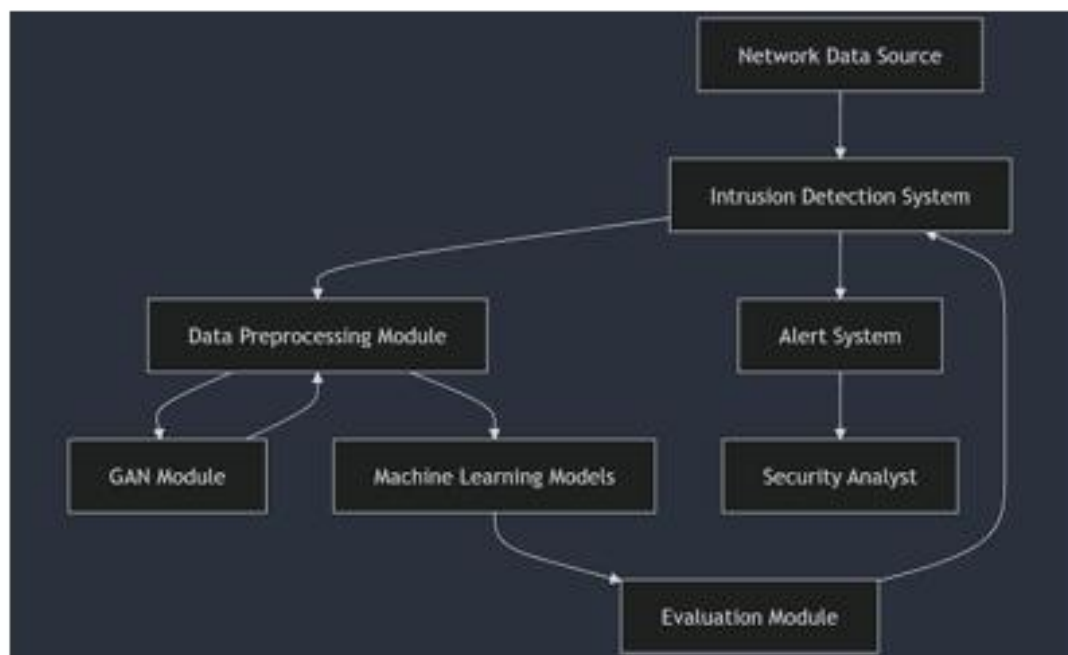 Network Data Source
Intrusion Detection System
Data Preprocessing Module
Alert System
GAN Module
Machine Learning Models
Security Analyst
Evaluation Module